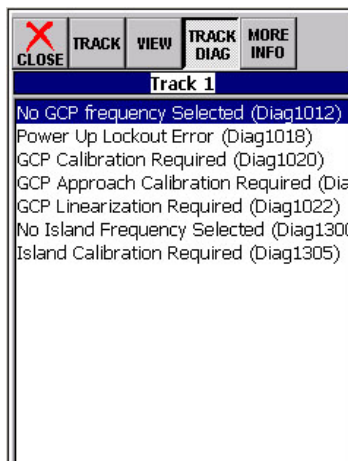 CLOSE TRACK VIEW TRACK DIAG MORE INFO
Track 1
No GCP frequency Selected (Diag1012)
Power Up Lockout Error (Diag1018)
GCP Calibration Required (Diag1020)
GCP Approach Calibration Required (Dia
GCP Linearization Required (Diag1022)
No Island Frequency Selected (Diag130
Island Calibration Required (Diag1305)